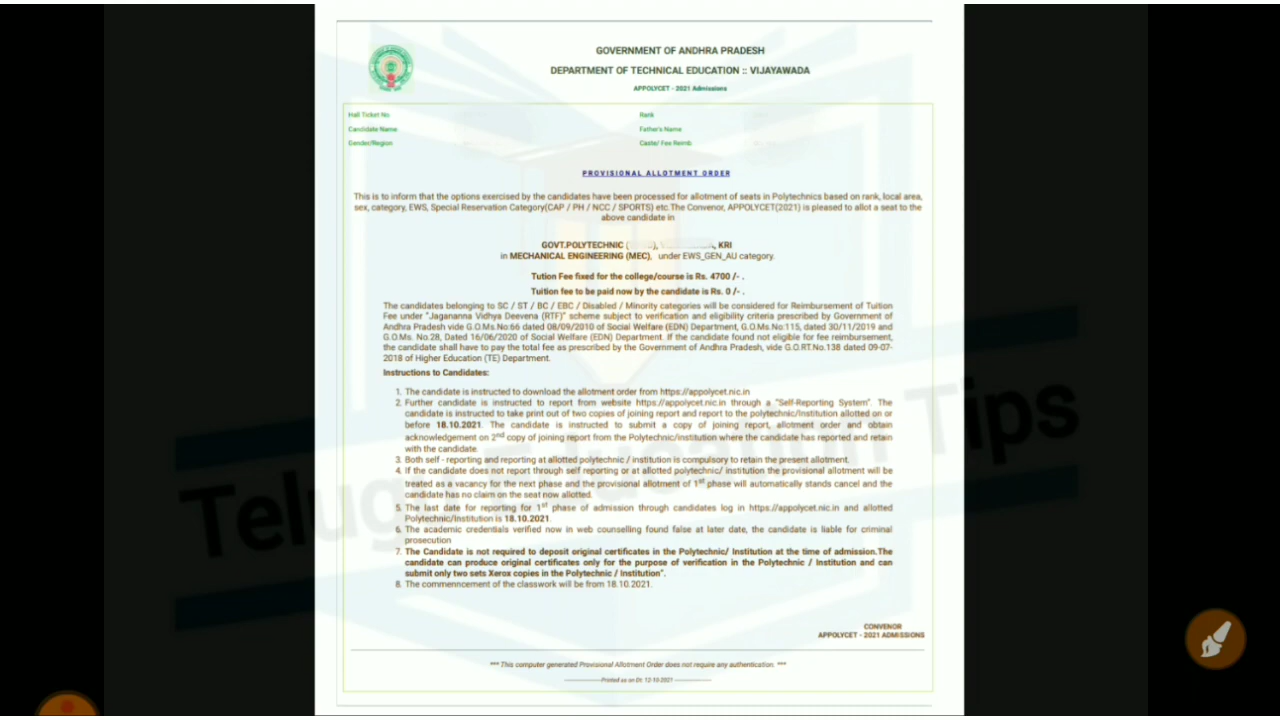 GOVERNMENT OF ANDHRA PRADESH
DEPARTMENT OF TECHNICAL EDUCATION :: VIJAYAWADA
APPOLYCET - 2021 Admissions
Hall Ticket No.
Rank
Candidate Name
Father's Name
Gender/Region
Caste/ Fee Reimb:
PROVISIONAL ALLOTMENT ORDER
This is to inform that the options exercised by the candidates have been processed for allotment of seats in Polytechnics based on rank, local area,
sex, category, EWS, Special Reservation Category(CAP / PH / NCC / SPORTS) etc.The Convenor, APPOLYCET(2021) is pleased to allot a seat to the
above candidate in
GOVT.POLYTECHNIC ( ), , KRI
in MECHANICAL ENGINEERING (MEC), under EWS_GEN_AU category.
Tution Fee fixed for the college/course is Rs. 4700 /- .
Tuition fee to be paid now by the candidate is Rs. 0 /- .
The candidates belonging to SC / ST / BC / EBC / Disabled / Minority categories will be considered for Reimbursement of Tuition
Fee under "Jagananna Vidhya Deevena (RTF)" scheme subject to verification and eligibility criteria prescribed by Government of
Andhra Pradesh vide G.O.Ms.No:66 dated 08/09/2010 of Social Welfare (EDN) Department, G.O.Ms.No:115, dated 30/11/2019 and
G.O.Ms. No.28, Dated 16/06/2020 of Social Welfare (EDN) Department. If the candidate found not eligible for fee reimbursement,
the candidate shall have to pay the total fee as prescribed by the Government of Andhra Pradesh, vide G.O.RT.No.138 dated 09-07-
2018 of Higher Education (TE) Department.
Instructions to Candidates:
1. The candidate is instructed to download the allotment order from https://appolycet.nic.in
2. Further candidate is instructed to report from website https://appolycet.nic.in through a "Self-Reporting System". The
candidate is instructed to take print out of two copies of joining report and report to the polytechnic/Institution allotted on or
before 18.10.2021. The candidate is instructed to submit a copy of joining report, allotment order and obtain
acknowledgement on 2nd copy of joining report from the Polytechnic/institution where the candidate has reported and retain
with the candidate.
3. Both self - reporting and reporting at allotted polytechnic / institution is compulsory to retain the present allotment.
4. If the candidate does not report through self reporting or at allotted polytechnic/ institution the provisional allotment will be
treated as a vacancy for the next phase and the provisional allotment of 1st phase will automatically stands cancel and the
candidate has no claim on the seat now allotted.
5. The last date for reporting for 1st phase of admission through candidates log in https://appolycet.nic.in and allotted
Polytechnic/Institution is 18.10.2021.
6. The academic credentials verified now in web counselling found false at later date, the candidate is liable for criminal
prosecution
7. The Candidate is not required to deposit original certificates in the Polytechnic/ Institution at the time of admission.The
candidate can produce original certificates only for the purpose of verification in the Polytechnic / Institution and can
submit only two sets Xerox copies in the Polytechnic / Institution".
8. The commenncement of the classwork will be from 18.10.2021.
CONVENOR
APPOLYCET - 2021 ADMISSIONS
*** This computer generated Provisional Allotment Order does not require any authentication. ***
Printed us on Dt: 12-10-2021
Telugu Education Tips